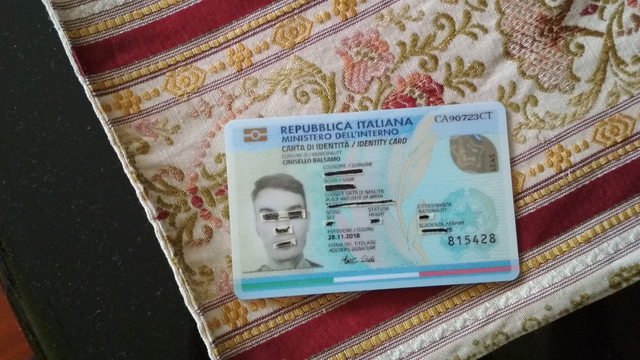 REPUBBLICA ITALIANA
CA90723CT
MINISTERO DELL'INTERNO
CARTA DI IDENTITÀ / IDENTITY CARD
COMUNE DI / MUNICIPALITY
CINISELLO BALSAMO
COGNOME / SURNAME
NOME / NAME
LUOGO E DATA DI NASCITA
PLACE AND DATE OF BIRTH
SESSO
SEX
STATURA
HEIGHT
CITTADINANZA
NATIONALITY
EMISSIONE / ISSUING
28.11.2018
SCADENZA / EXPIRY
815428
FIRMA DEL TITOLARE
HOLDER'S SIGNATURE